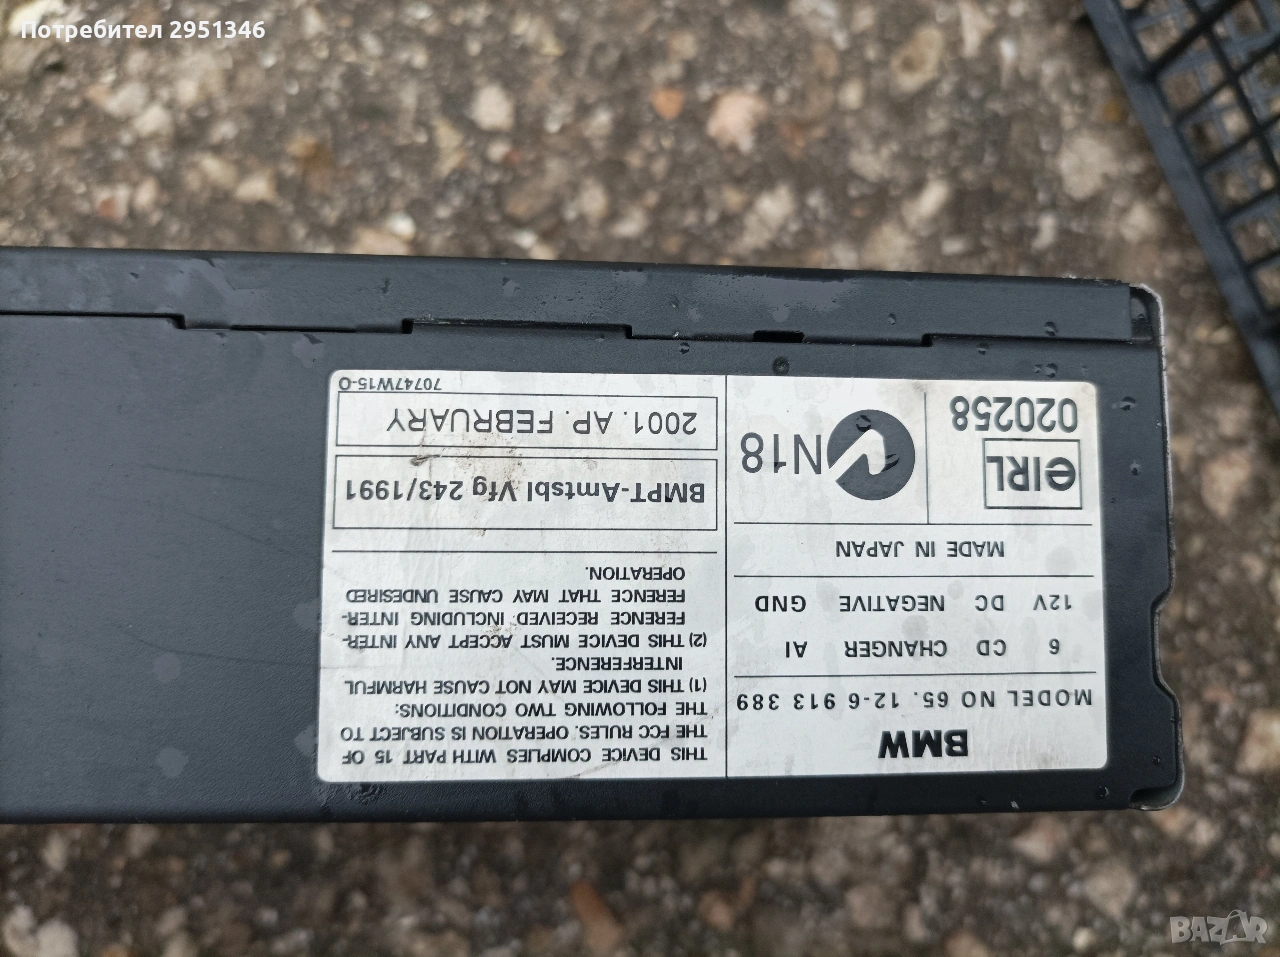 Потребител 2951346
BMW
MODEL NO 65. 12-6 913 389
6 CD CHANGER AI
12V DC NEGATIVE GND
MADE IN JAPAN
eIRL
020258
N18
THIS DEVICE COMPLIES WITH PART 15 OF
THE FCC RULES. OPERATION IS SUBJECT TO
THE FOLLOWING TWO CONDITIONS:
(1) THIS DEVICE MAY NOT CAUSE HARMFUL
INTERFERENCE.
(2) THIS DEVICE MUST ACCEPT ANY INTER-
FERENCE RECEIVED, INCLUDING INTER-
FERENCE THAT MAY CAUSE UNDESIRED
OPERATION.
BMPT-Amtsbl Vfg 243/1991
2001. AP. FEBRUARY
70747W15-0
BAZAR